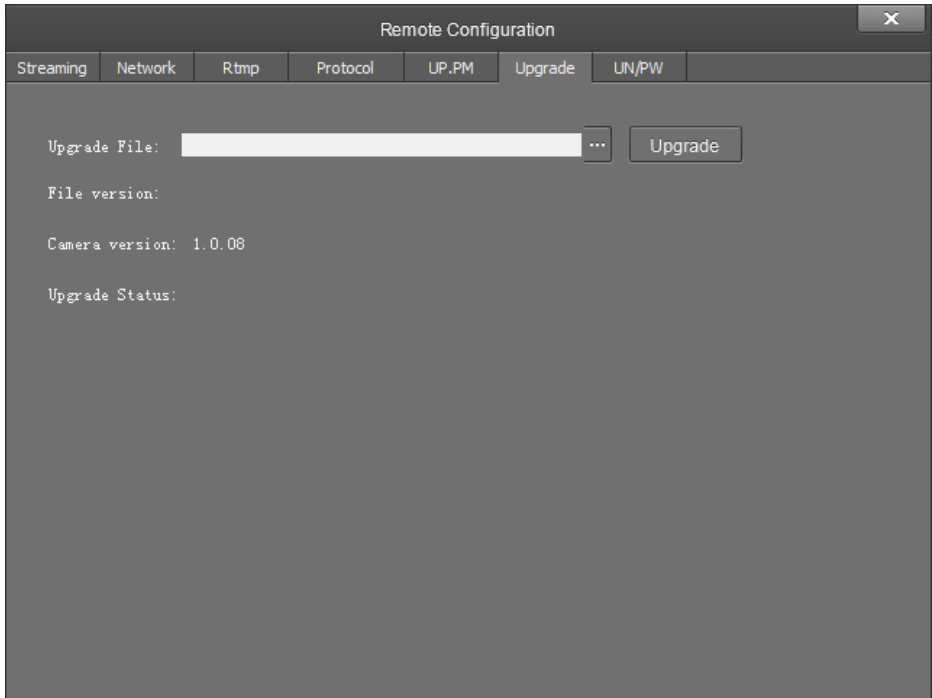 Remote Configuration X
Streaming Network Rtmp Protocol UP.PM Upgrade UN/PW
Upgrade File: ... Upgrade
File version:
Camera version: 1.0.08
Upgrade Status: